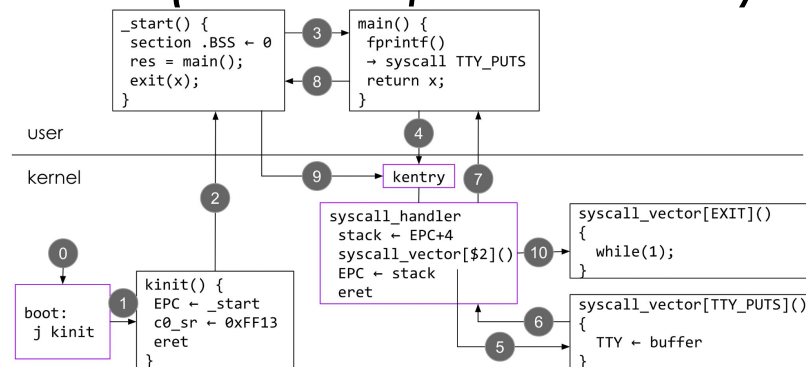 _start() {
section .BSS ← 0
res = main();
exit(x);
}
3
8
main() {
fprintf()
→ syscall TTY_PUTS
return x;
}
user
4
kernel
2
9
kentry
7
syscall_handler
stack ← EPC+4
syscall_vector[$2]()
EPC ← stack
eret
10
syscall_vector[EXIT]()
{
while(1);
}
0
boot:
j kinit
1
kinit() {
EPC ← _start
c0_sr ← 0xFF13
eret
}
6
5
syscall_vector[TTY_PUTS]()
{
TTY ← buffer
}